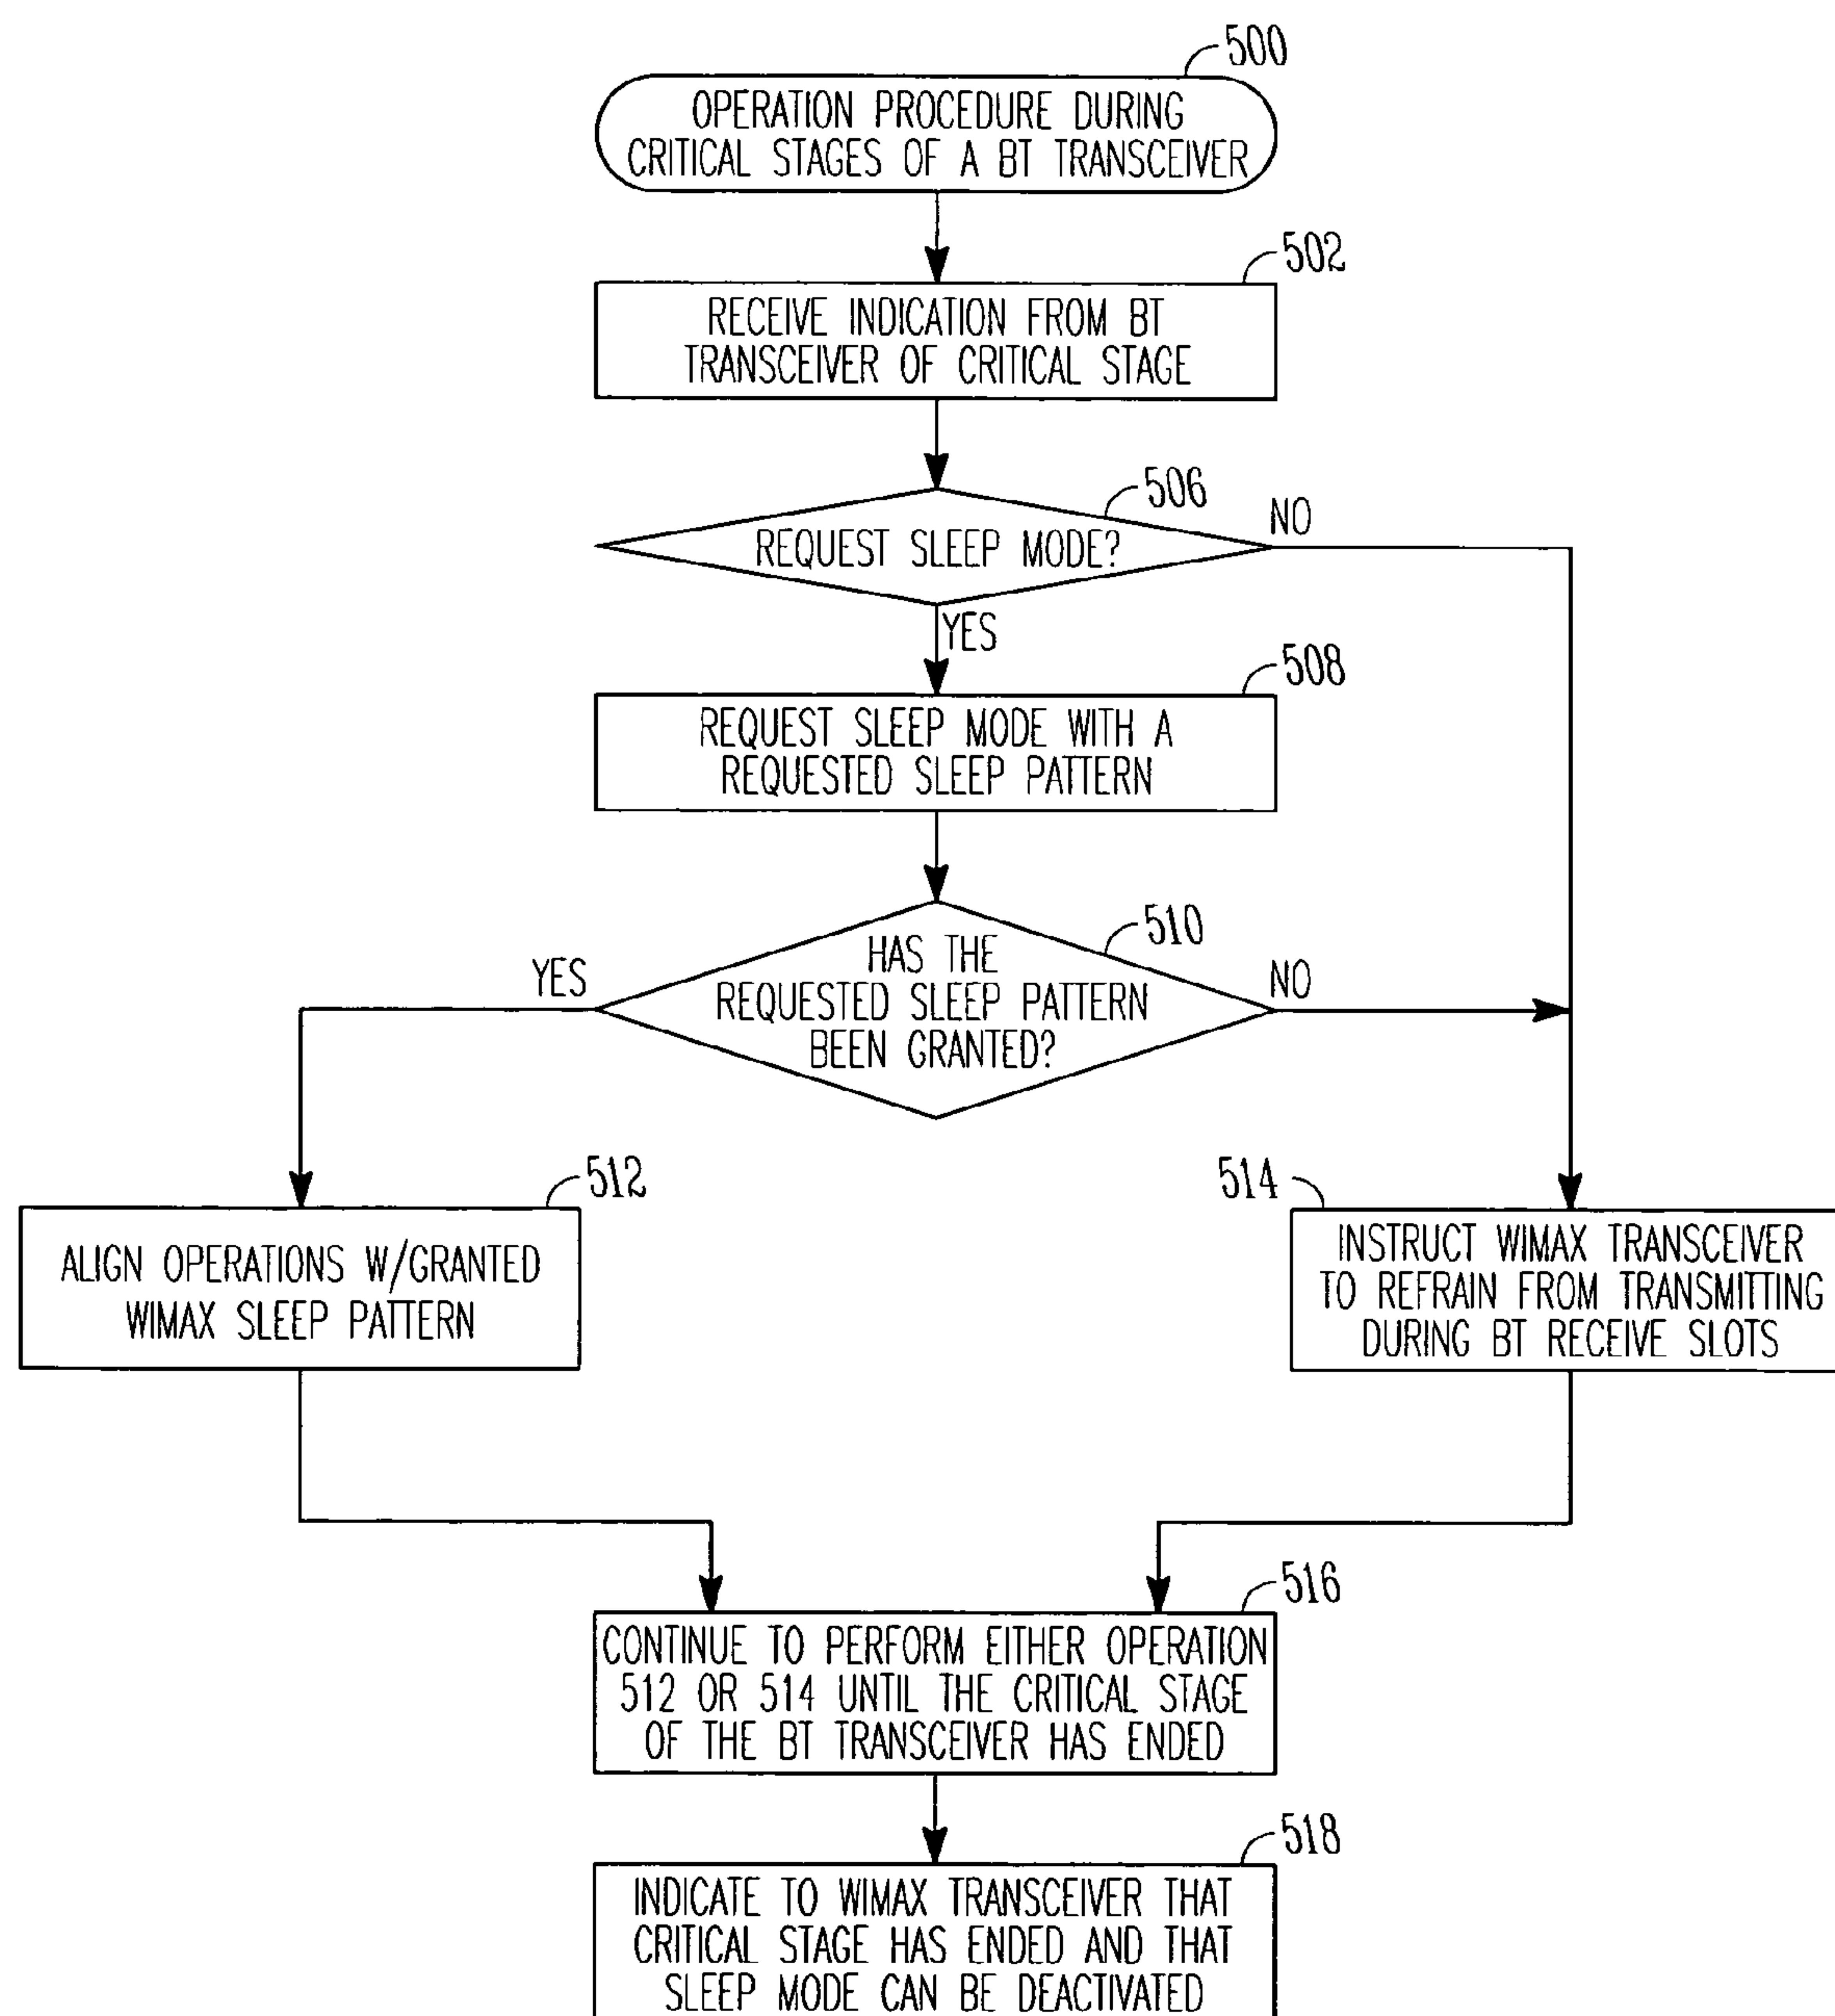 500
OPERATION PROCEDURE DURING
CRITICAL STAGES OF A BT TRANSCEIVER
502
RECEIVE INDICATION FROM BT
TRANSCEIVER OF CRITICAL STAGE
506
REQUEST SLEEP MODE?
NO
YES
508
REQUEST SLEEP MODE WITH A
REQUESTED SLEEP PATTERN
510
HAS THE
REQUESTED SLEEP PATTERN
BEEN GRANTED?
YES
NO
512
ALIGN OPERATIONS W/GRANTED
WIMAX SLEEP PATTERN
514
INSTRUCT WIMAX TRANSCEIVER
TO REFRAIN FROM TRANSMITTING
DURING BT RECEIVE SLOTS
516
CONTINUE TO PERFORM EITHER OPERATION
512 OR 514 UNTIL THE CRITICAL STAGE
OF THE BT TRANSCEIVER HAS ENDED
518
INDICATE TO WIMAX TRANSCEIVER THAT
CRITICAL STAGE HAS ENDED AND THAT
SLEEP MODE CAN BE DEACTIVATED